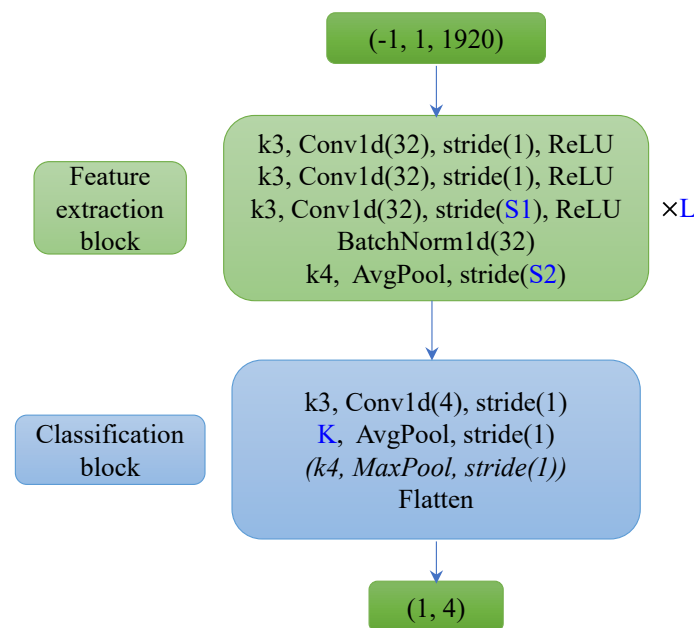 (-1, 1, 1920)
Feature
extraction
block
k3, Conv1d(32), stride(1), ReLU
k3, Conv1d(32), stride(1), ReLU
k3, Conv1d(32), stride(S1), ReLU
BatchNorm1d(32)
k4, AvgPool, stride(S2)
×L
Classification
block
k3, Conv1d(4), stride(1)
K, AvgPool, stride(1)
(k4, MaxPool, stride(1))
Flatten
(1, 4)